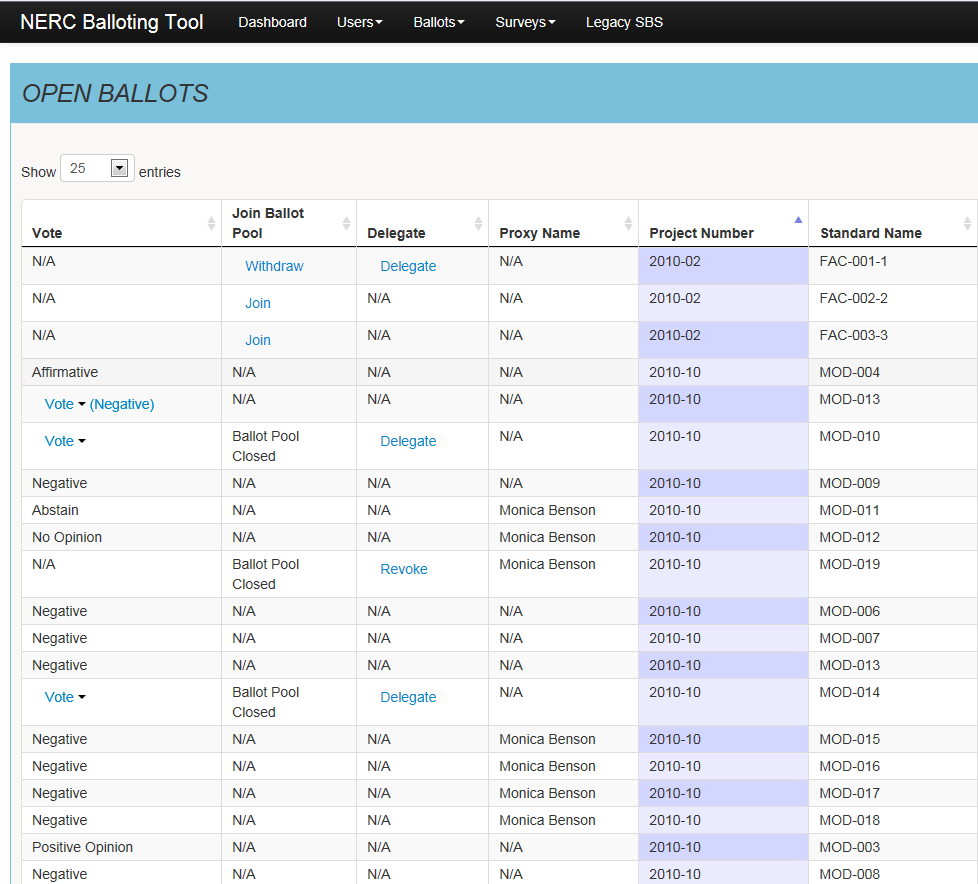 NERC Balloting Tool Dashboard Users Ballots Surveys Legacy SBS
OPEN BALLOTS
Show 25 entries
Vote Join Ballot Pool Delegate Proxy Name Project Number Standard Name
N/A Withdraw Delegate N/A 2010-02 FAC-001-1
N/A Join N/A N/A 2010-02 FAC-002-2
N/A Join N/A N/A 2010-02 FAC-003-3
Affirmative N/A N/A N/A 2010-10 MOD-004
Vote (Negative) N/A N/A N/A 2010-10 MOD-013
Vote Ballot Pool Closed Delegate N/A 2010-10 MOD-010
Negative N/A N/A N/A 2010-10 MOD-009
Abstain N/A N/A Monica Benson 2010-10 MOD-011
No Opinion N/A N/A Monica Benson 2010-10 MOD-012
N/A Ballot Pool Closed Revoke Monica Benson 2010-10 MOD-019
Negative N/A N/A N/A 2010-10 MOD-006
Negative N/A N/A N/A 2010-10 MOD-007
Negative N/A N/A N/A 2010-10 MOD-013
Vote Ballot Pool Closed Delegate N/A 2010-10 MOD-014
Negative N/A N/A Monica Benson 2010-10 MOD-015
Negative N/A N/A Monica Benson 2010-10 MOD-016
Negative N/A N/A Monica Benson 2010-10 MOD-017
Negative N/A N/A Monica Benson 2010-10 MOD-018
Positive Opinion N/A N/A N/A 2010-10 MOD-003
Negative N/A N/A N/A 2010-10 MOD-008